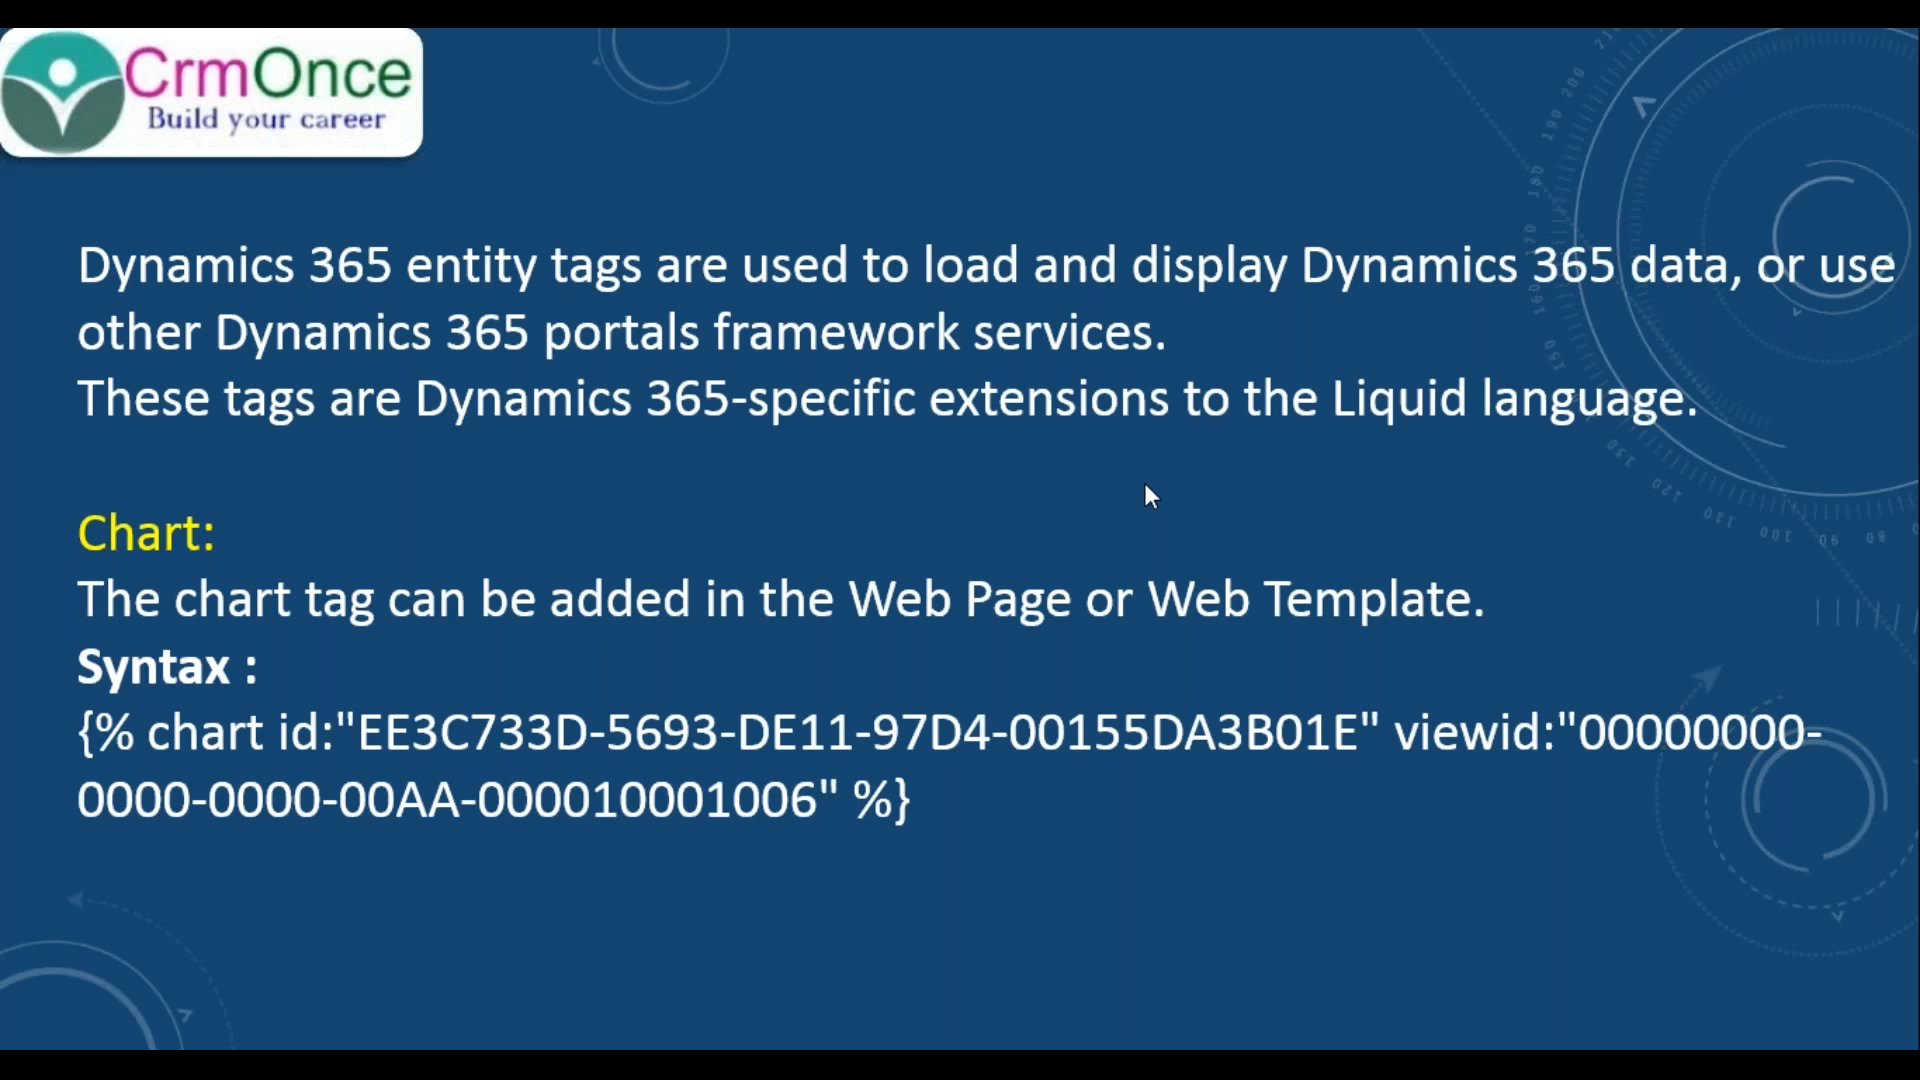 CrmOnce
Build your career
Dynamics 365 entity tags are used to load and display Dynamics 365 data, or use
other Dynamics 365 portals framework services.
These tags are Dynamics 365-specific extensions to the Liquid language.
Chart:
The chart tag can be added in the Web Page or Web Template.
Syntax :
{% chart id:"EE3C733D-5693-DE11-97D4-00155DA3B01E" viewid:"00000000-
0000-0000-00AA-000010001006" %}